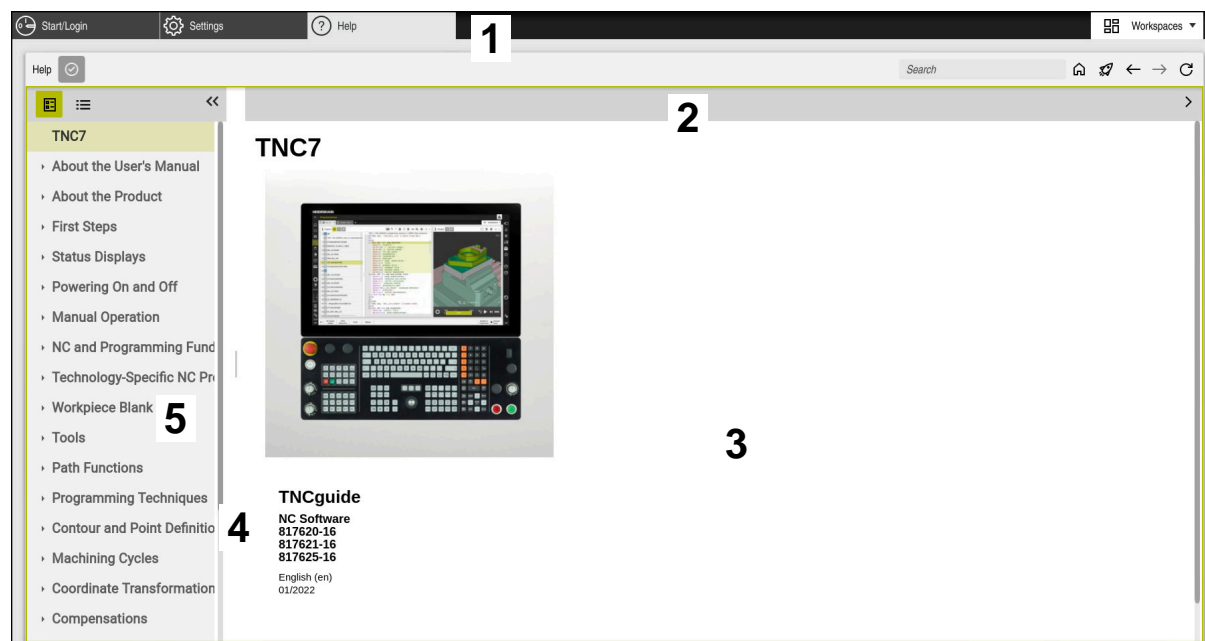 Start/Login
Settings
Help
1
Workspaces
Help
Search
2
TNC7
About the User's Manual
About the Product
First Steps
Status Displays
Powering On and Off
Manual Operation
NC and Programming Fund
Technology-Specific NC Pr
Workpiece Blank
5
Tools
Path Functions
Programming Techniques
Contour and Point Definitio
4
Machining Cycles
Coordinate Transformation
Compensations
TNC7
3
TNCguide
NC Software
817620-16
817621-16
817625-16
English (en)
01/2022